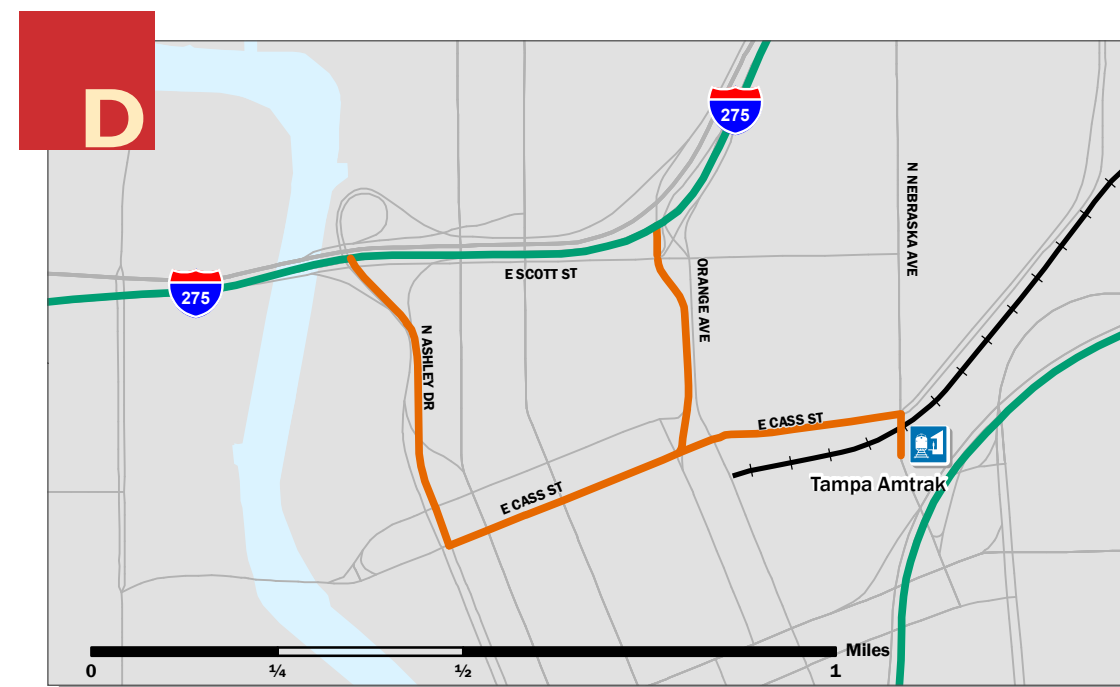 D
275
275
N NEBRASKA AVE
E SCOTT ST
ORANGE AVE
N ASHLEY DR
E CASS ST
E CASS ST
Tampa Amtrak
Miles
0 ¼ ½ 1